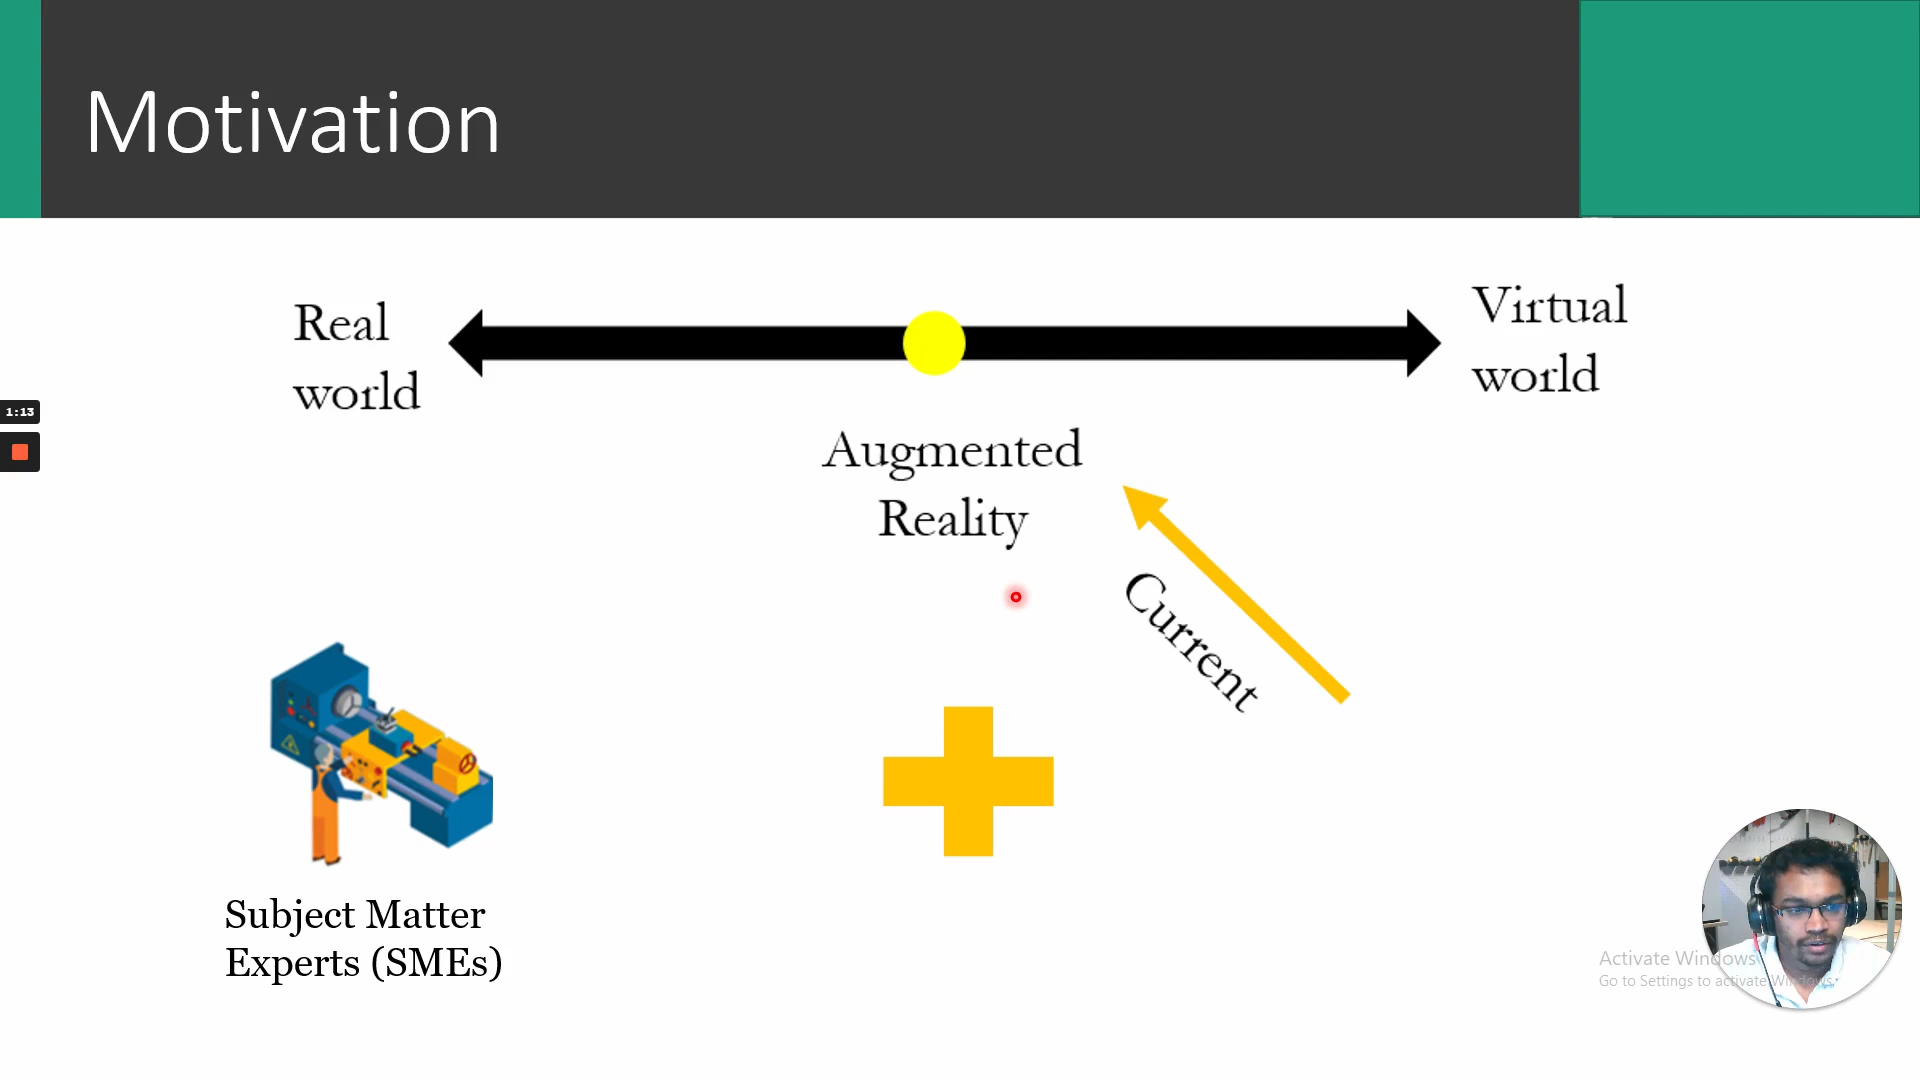 Motivation
Real
world
Virtual
world
Augmented
Reality
1:13
Current
Subject Matter
Experts (SMEs)
Activate Windows
Go to Settings to activate Windows.